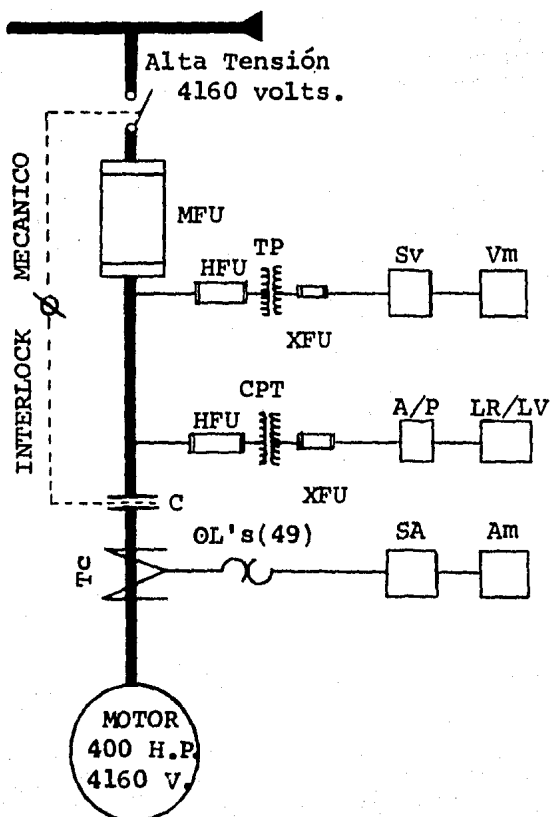 Alta Tensión
4160 volts.
INTERLOCK MECANICO
MFU
TP
HFU
XFU
Sv
Vm
CPT
HFU
XFU
A/P
LR/LV
C
OL's(49)
SA
Am
Tc
MOTOR
400 H.P.
4160 V.